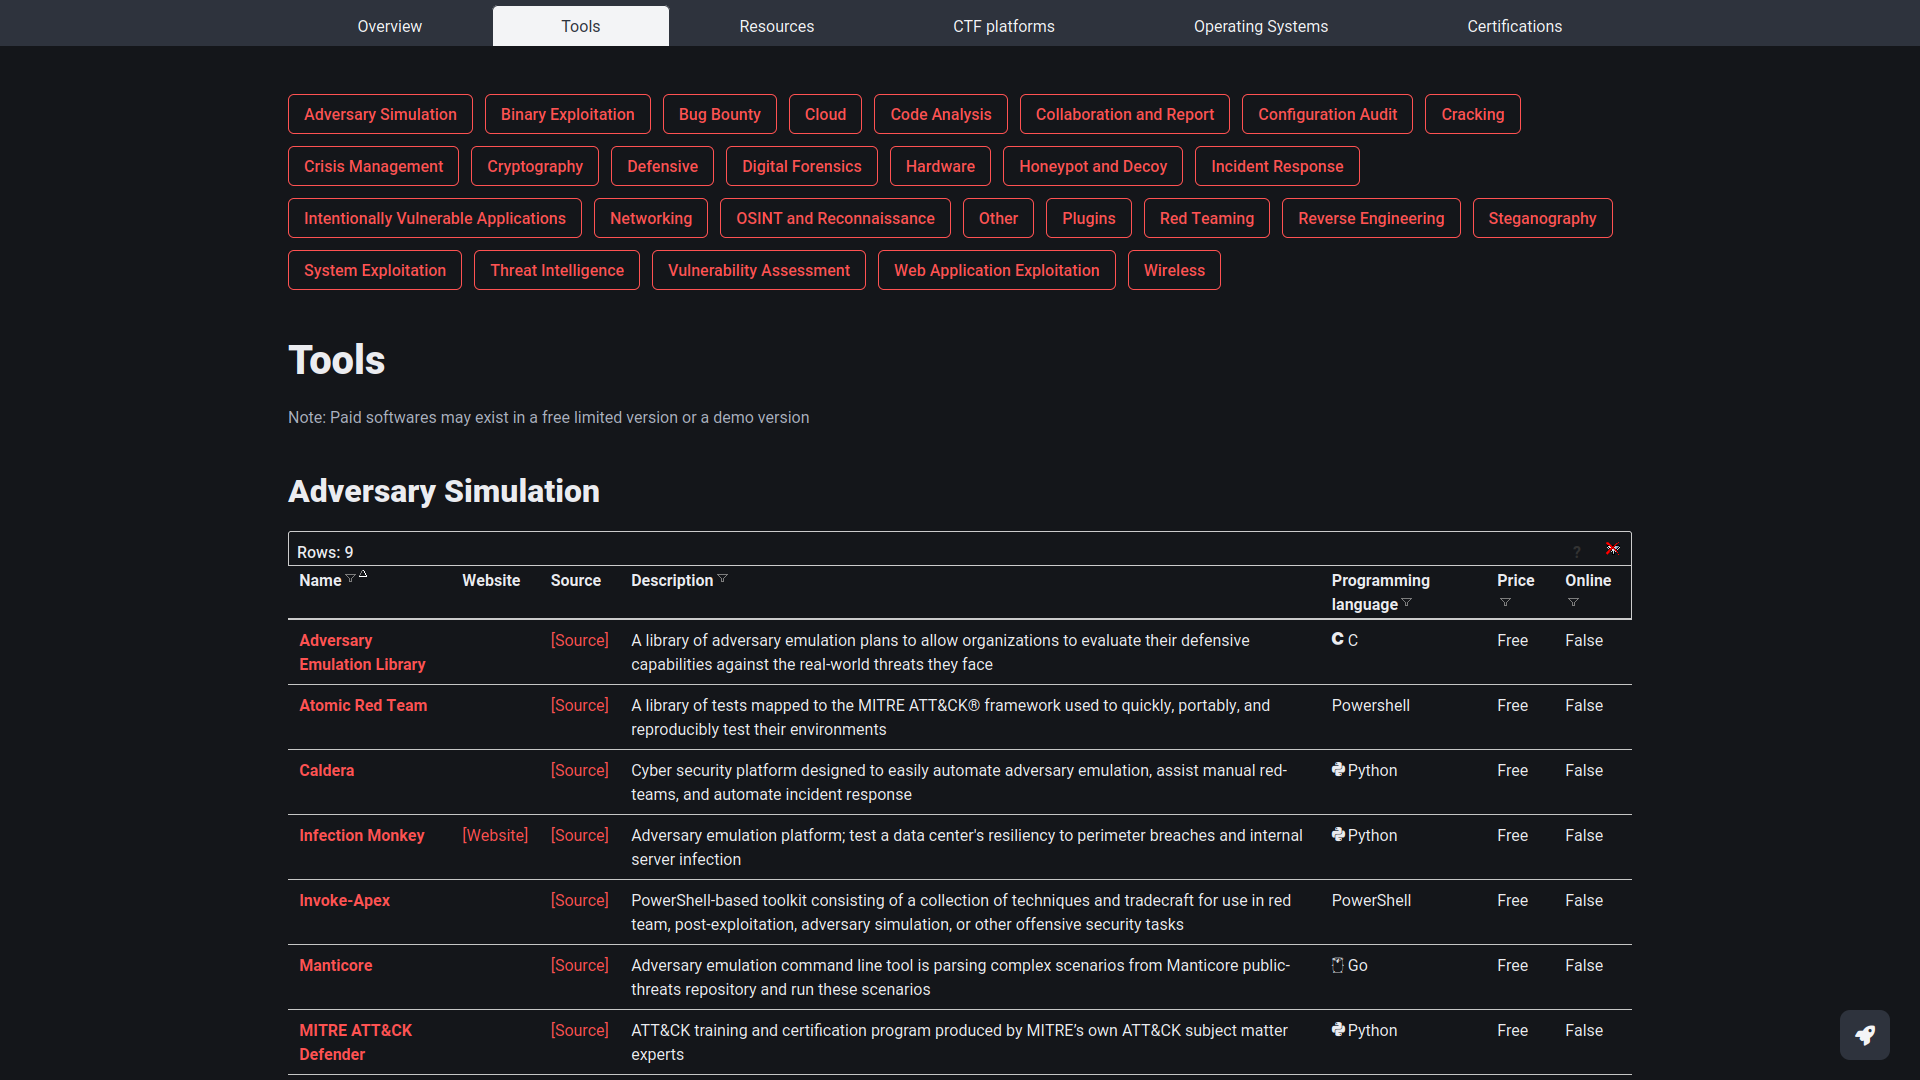 Overview Tools Resources CTF platforms Operating Systems Certifications
Adversary Simulation Binary Exploitation Bug Bounty Cloud Code Analysis Collaboration and Report Configuration Audit Cracking
Crisis Management Cryptography Defensive Digital Forensics Hardware Honeypot and Decoy Incident Response
Intentionally Vulnerable Applications Networking OSINT and Reconnaissance Other Plugins Red Teaming Reverse Engineering Steganography
System Exploitation Threat Intelligence Vulnerability Assessment Web Application Exploitation Wireless
Tools
Note: Paid softwares may exist in a free limited version or a demo version
Adversary Simulation
Rows: 9 ?
Name Website Source Description Programming language Price Online
Adversary Emulation Library [Source] A library of adversary emulation plans to allow organizations to evaluate their defensive
capabilities against the real-world threats they face C Free False
Atomic Red Team [Source] A library of tests mapped to the MITRE ATT&CK® framework used to quickly, portably, and
reproducibly test their environments Powershell Free False
Caldera [Source] Cyber security platform designed to easily automate adversary emulation, assist manual red-
teams, and automate incident response Python Free False
Infection Monkey [Website] [Source] Adversary emulation platform; test a data center's resiliency to perimeter breaches and internal
server infection Python Free False
Invoke-Apex [Source] PowerShell-based toolkit consisting of a collection of techniques and tradecraft for use in red
team, post-exploitation, adversary simulation, or other offensive security tasks PowerShell Free False
Manticore [Source] Adversary emulation command line tool is parsing complex scenarios from Manticore public-
threats repository and run these scenarios Go Free False
MITRE ATT&CK Defender [Source] ATT&CK training and certification program produced by MITRE’s own ATT&CK subject matter
experts Python Free False